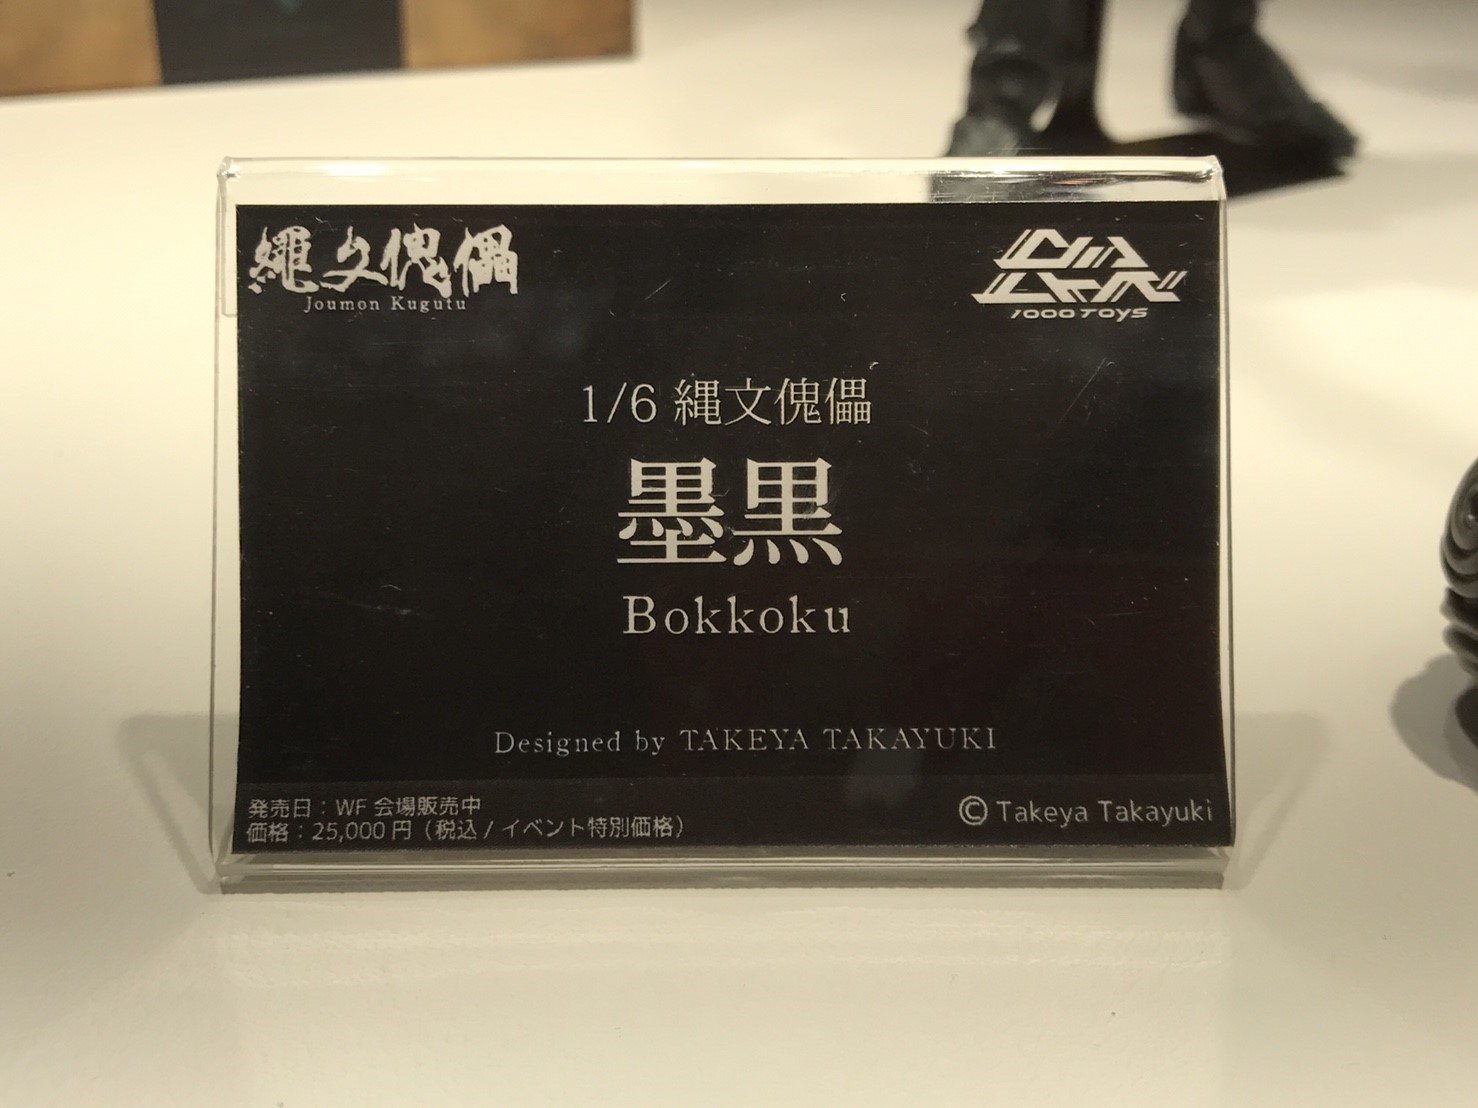 繩文傀儡
Joumon Kugutu
1000TOYS
1/6 縄文傀儡
墨黒
Bokkoku
Designed by TAKEYA TAKAYUKI
発売日：WF 会場販売中
価格：25,000 円（税込 / イベント特別価格）
© Takeya Takayuki